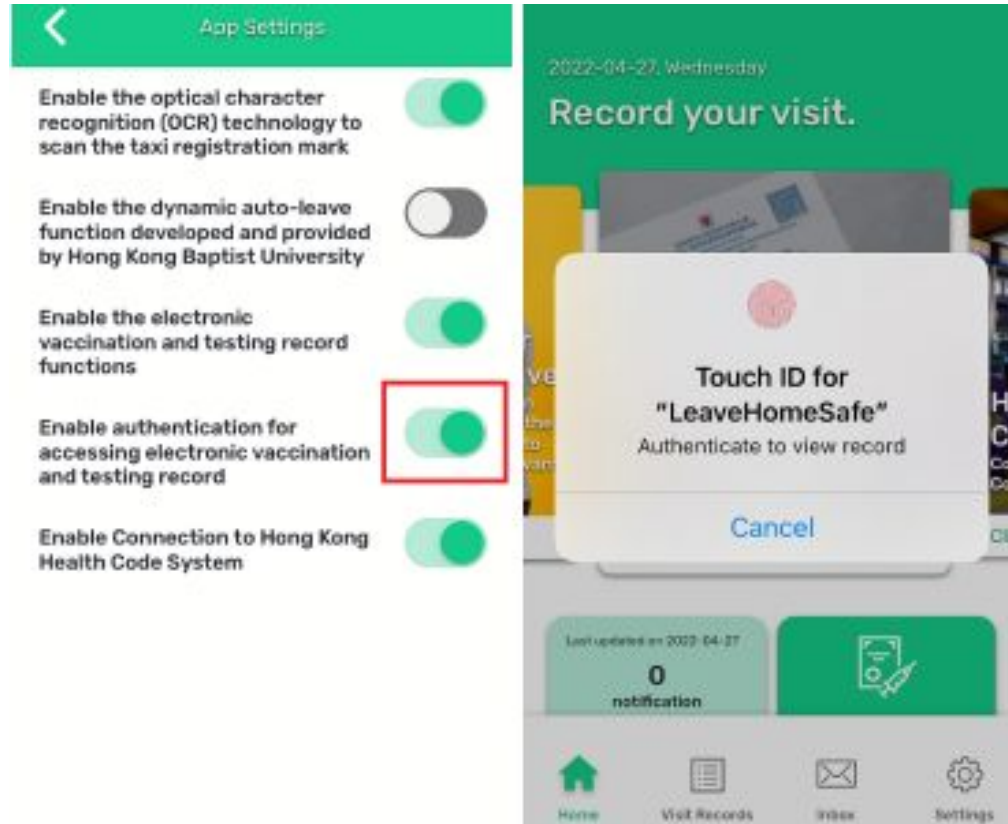 App Settings
Enable the optical character
recognition (OCR) technology to
scan the taxi registration mark
Enable the dynamic auto-leave
function developed and provided
by Hong Kong Baptist University
Enable the electronic
vaccination and testing record
functions
Enable authentication for
accessing electronic vaccination
and testing record
Enable Connection to Hong Kong
Health Code System
2022-04-27, Wednesday
Record your visit.
Touch ID for
"LeaveHomeSafe"
Authenticate to view record
Cancel
Last updated on 2022-04-27
0
notification
Home
Visit Records
Inbox
Settings